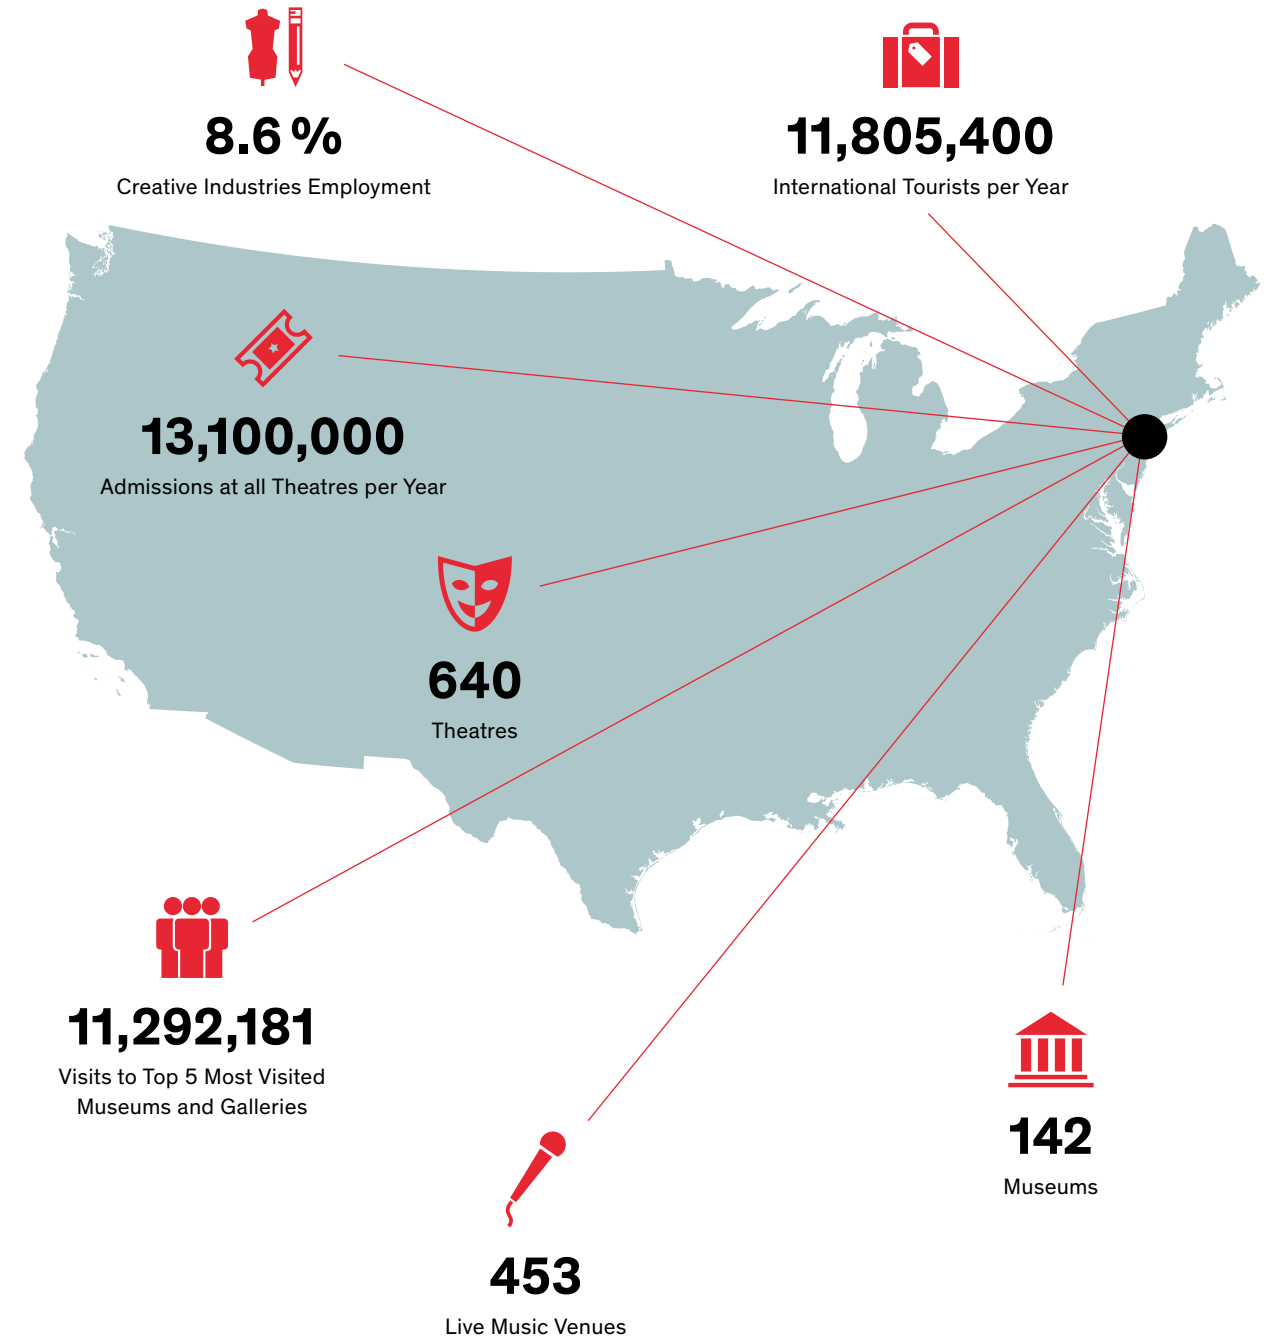 8.6 %
Creative Industries Employment
11,805,400
International Tourists per Year
13,100,000
Admissions at all Theatres per Year
640
Theatres
11,292,181
Visits to Top 5 Most Visited
Museums and Galleries
142
Museums
453
Live Music Venues